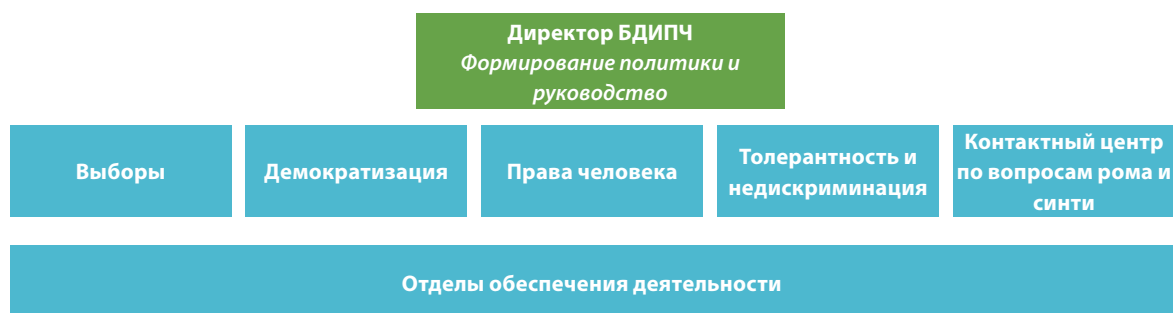 Директор БДИПЧ
Формирование политики и
руководство
Выборы
Демократизация
Права человека
Толерантность и
недискриминация
Контактный центр
по вопросам рома и
синти
Отделы обеспечения деятельности